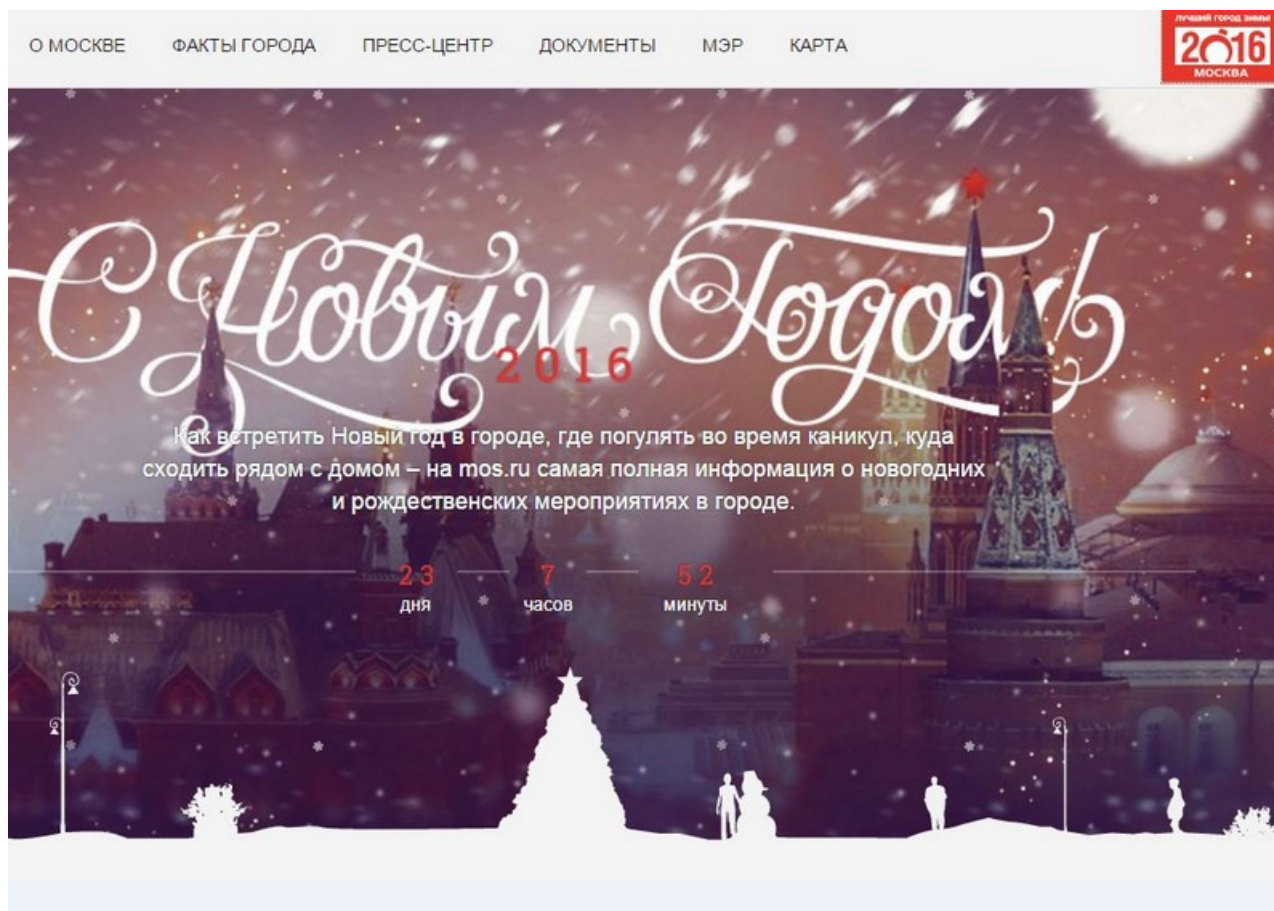 О МОСКВЕ ФАКТЫ ГОРОДА ПРЕСС-ЦЕНТР ДОКУМЕНТЫ МЭР КАРТА
ЛУЧШИЙ ГОРОД ЗИМЫ
2016
МОСКВА
С Новым Годом!
2016
Как встретить Новый год в городе, где погулять во время каникул, куда
сходить рядом с домом – на mos.ru самая полная информация о новогодних
и рождественских мероприятиях в городе.
23 7 52
дня часов минуты